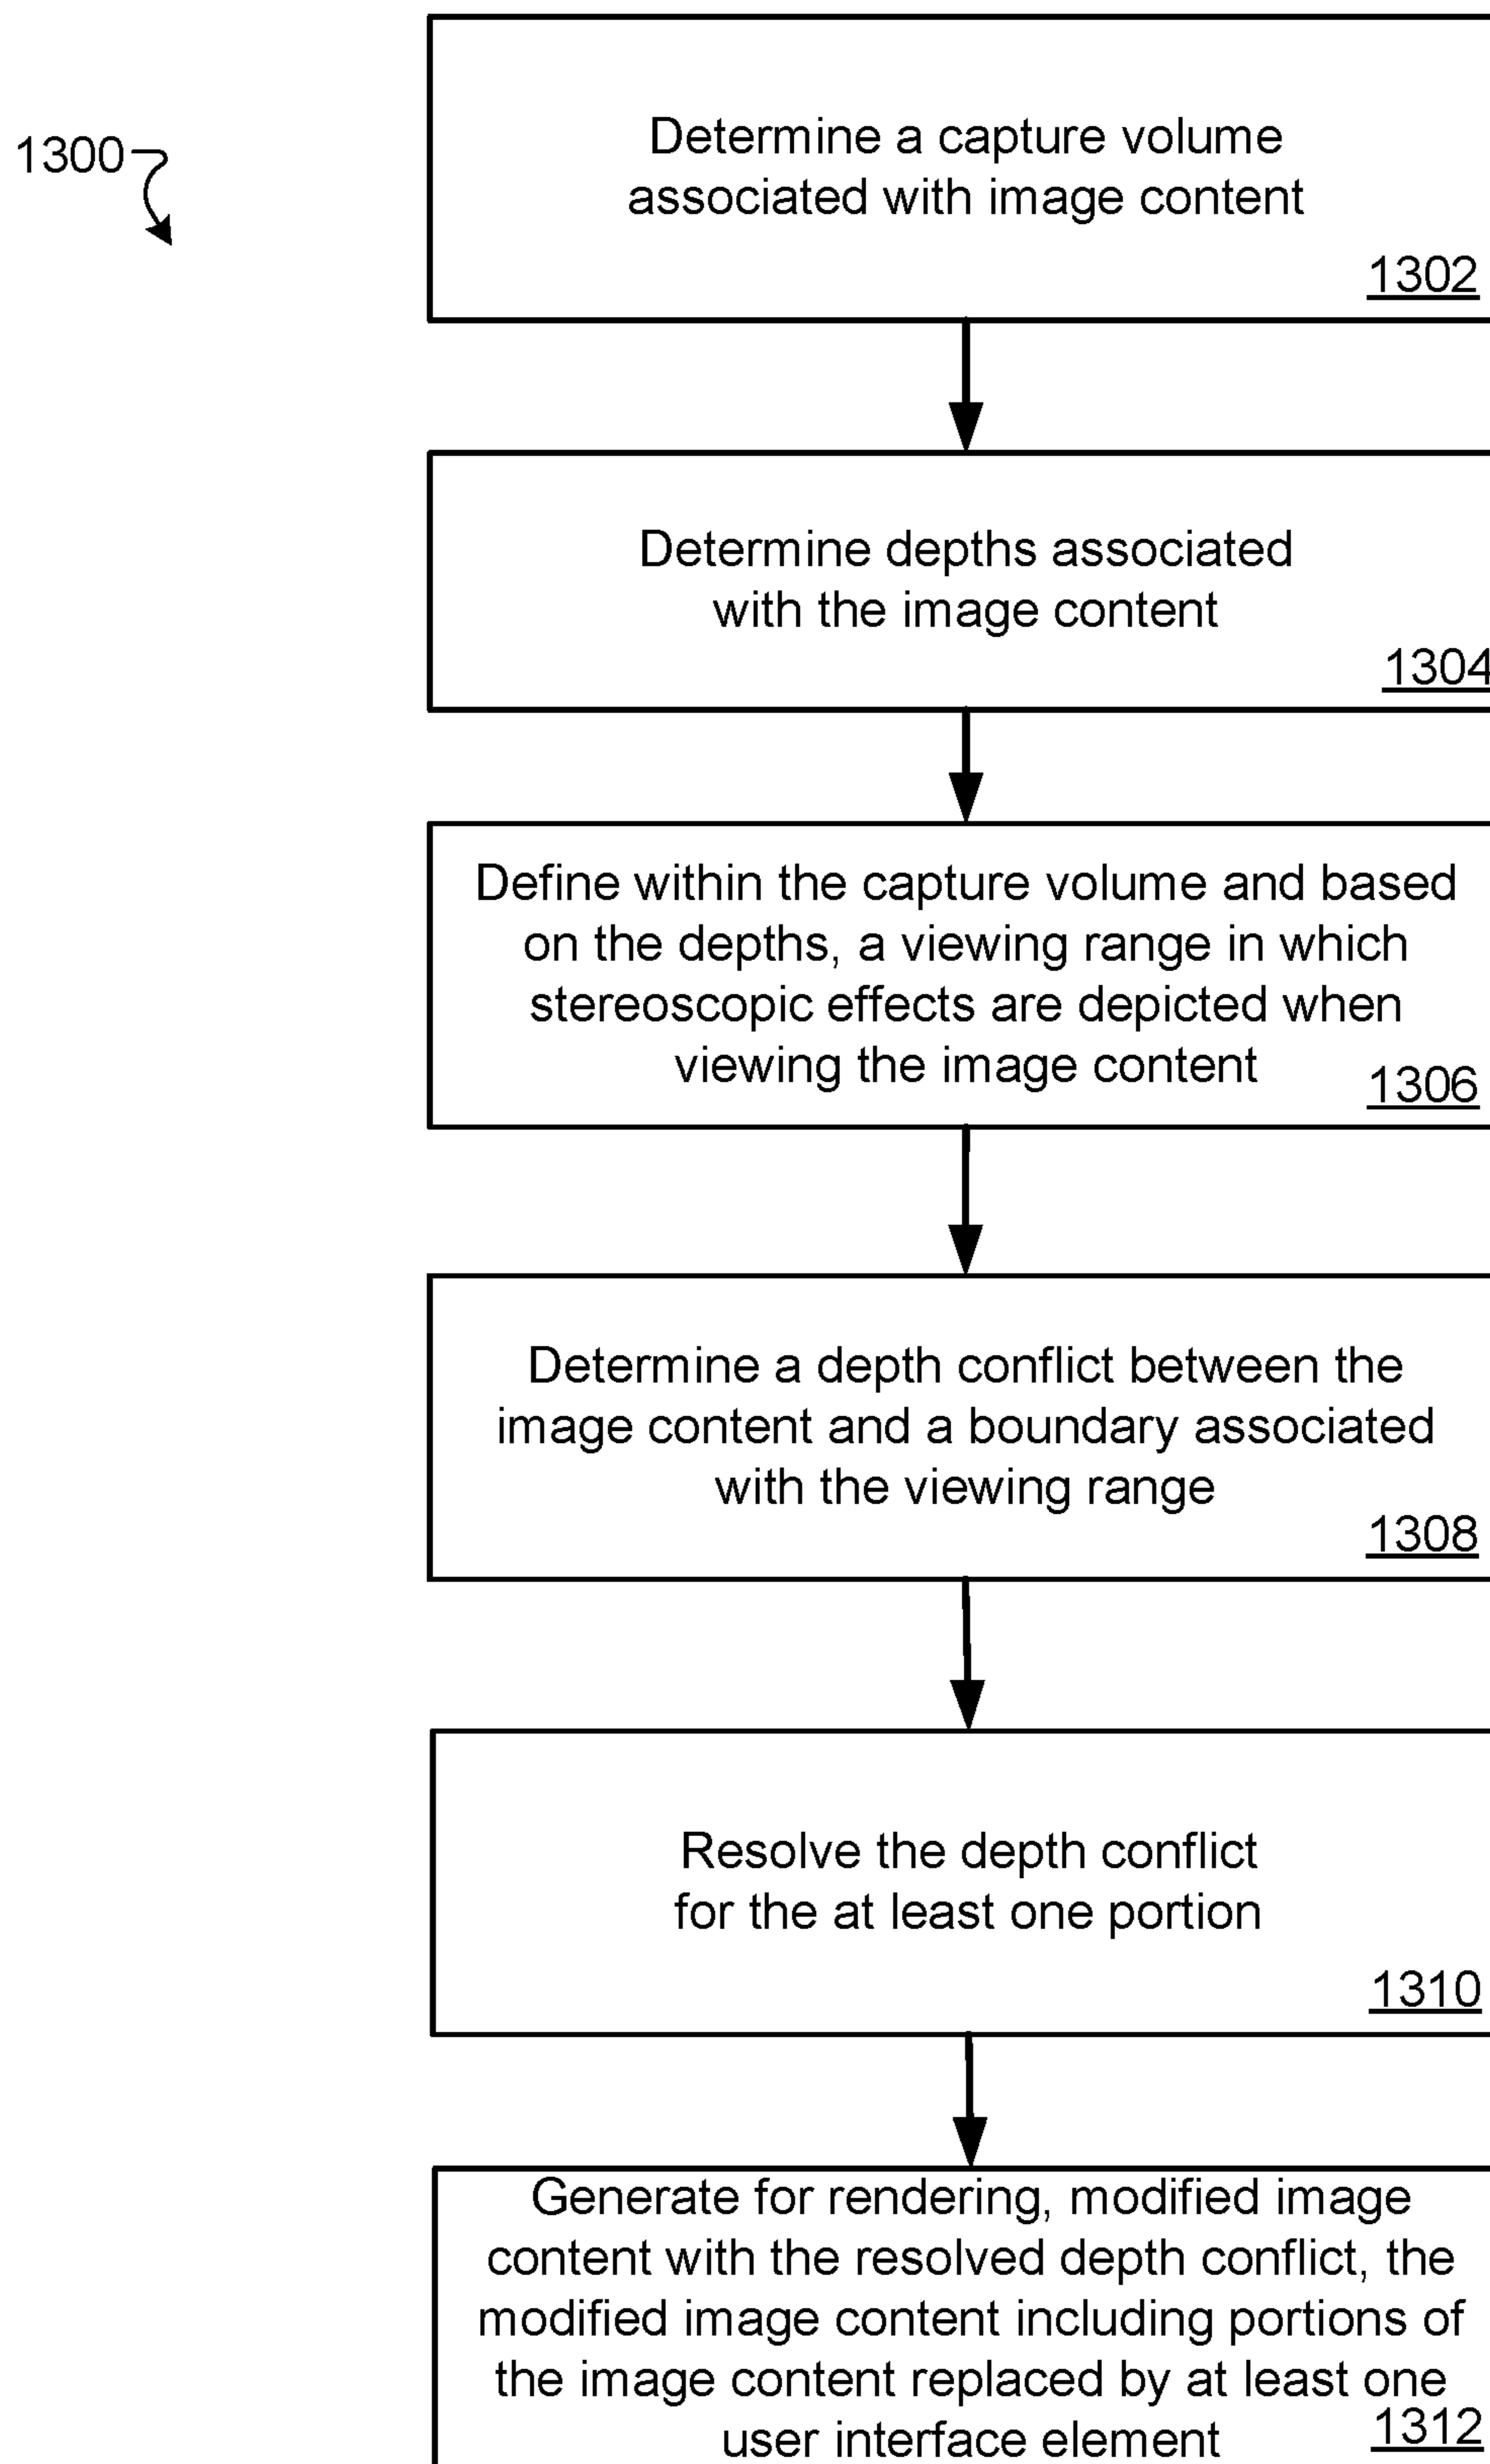 1300
Determine a capture volume
associated with image content
1302
Determine depths associated
with the image content
1304
Define within the capture volume and based
on the depths, a viewing range in which
stereoscopic effects are depicted when
viewing the image content
1306
Determine a depth conflict between the
image content and a boundary associated
with the viewing range
1308
Resolve the depth conflict
for the at least one portion
1310
Generate for rendering, modified image
content with the resolved depth conflict, the
modified image content including portions of
the image content replaced by at least one
user interface element
1312